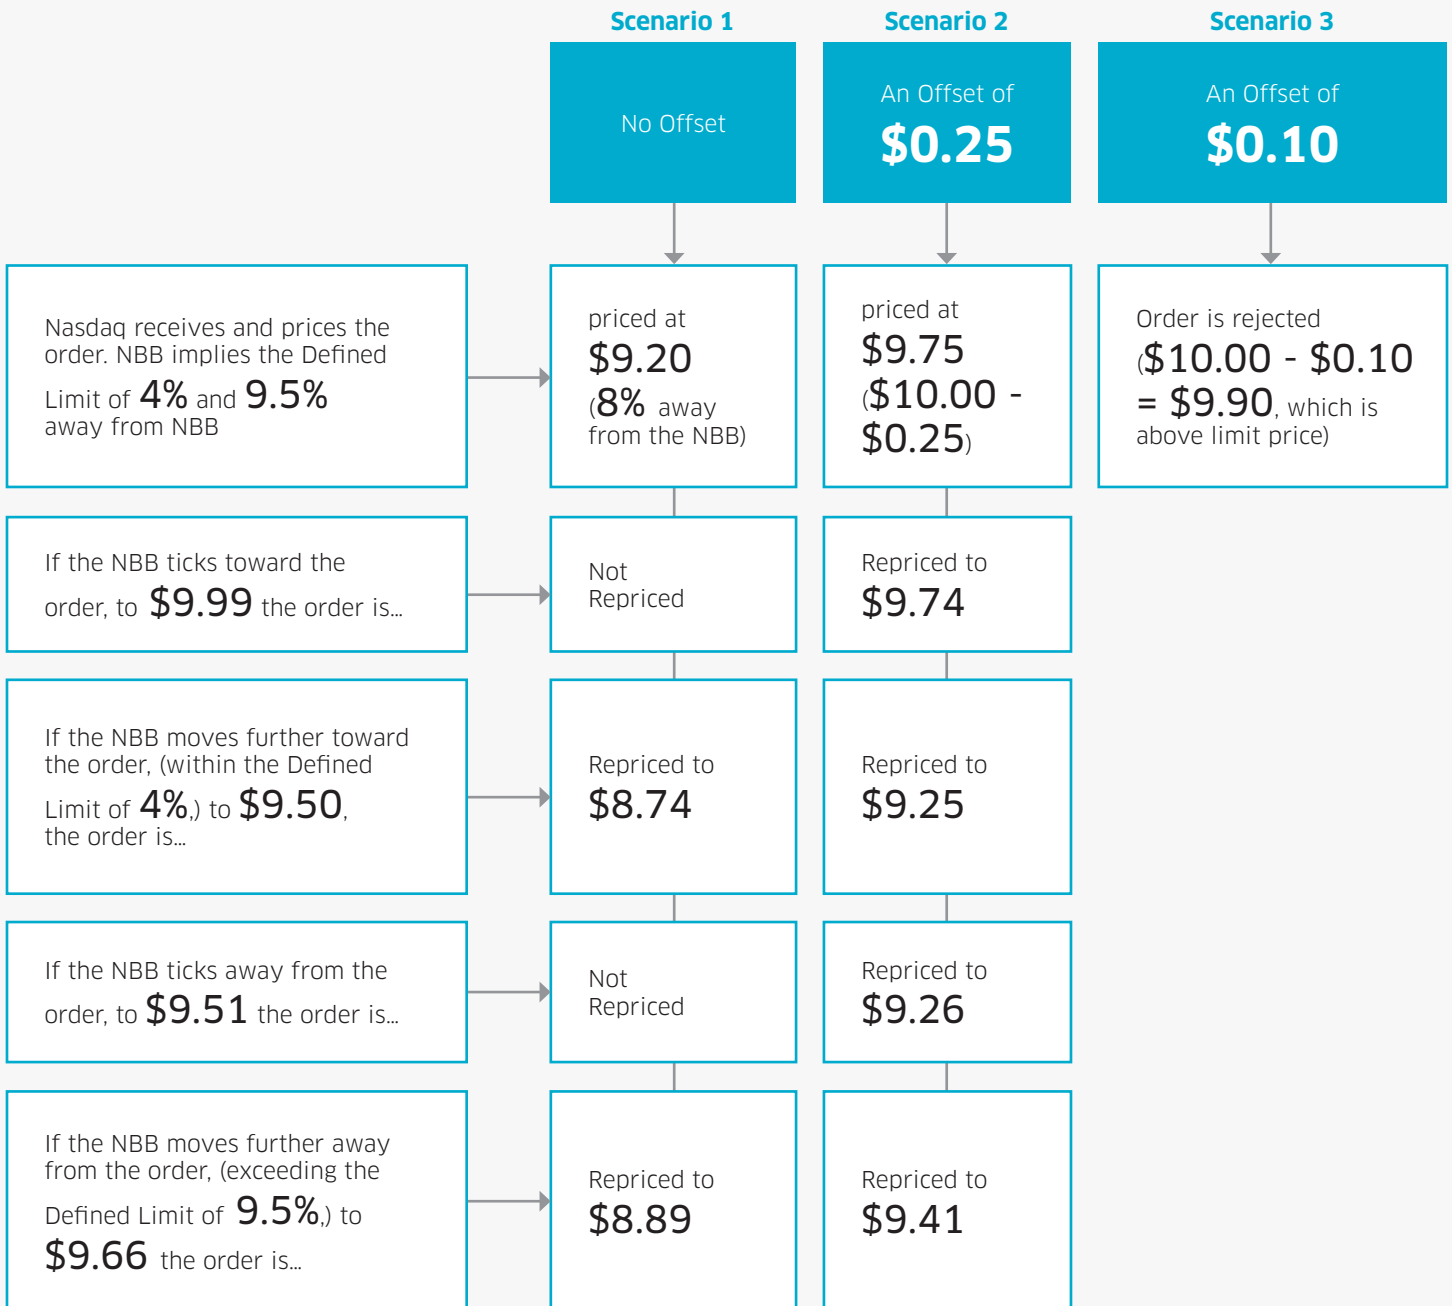 Scenario 1
Scenario 2
Scenario 3
No Offset
An Offset of
$0.25
An Offset of
$0.10
Nasdaq receives and prices the
order. NBB implies the Defined
Limit of 4% and 9.5%
away from NBB
priced at
$9.20
(8% away
from the NBB)
priced at
$9.75
($10.00 -
$0.25)
Order is rejected
($10.00 - $0.10
= $9.90, which is
above limit price)
If the NBB ticks toward the
order, to $9.99 the order is...
Not
Repriced
Repriced to
$9.74
If the NBB moves further toward
the order, (within the Defined
Limit of 4%,) to $9.50,
the order is...
Repriced to
$8.74
Repriced to
$9.25
If the NBB ticks away from the
order, to $9.51 the order is...
Not
Repriced
Repriced to
$9.26
If the NBB moves further away
from the order, (exceeding the
Defined Limit of 9.5%,) to
$9.66 the order is...
Repriced to
$8.89
Repriced to
$9.41